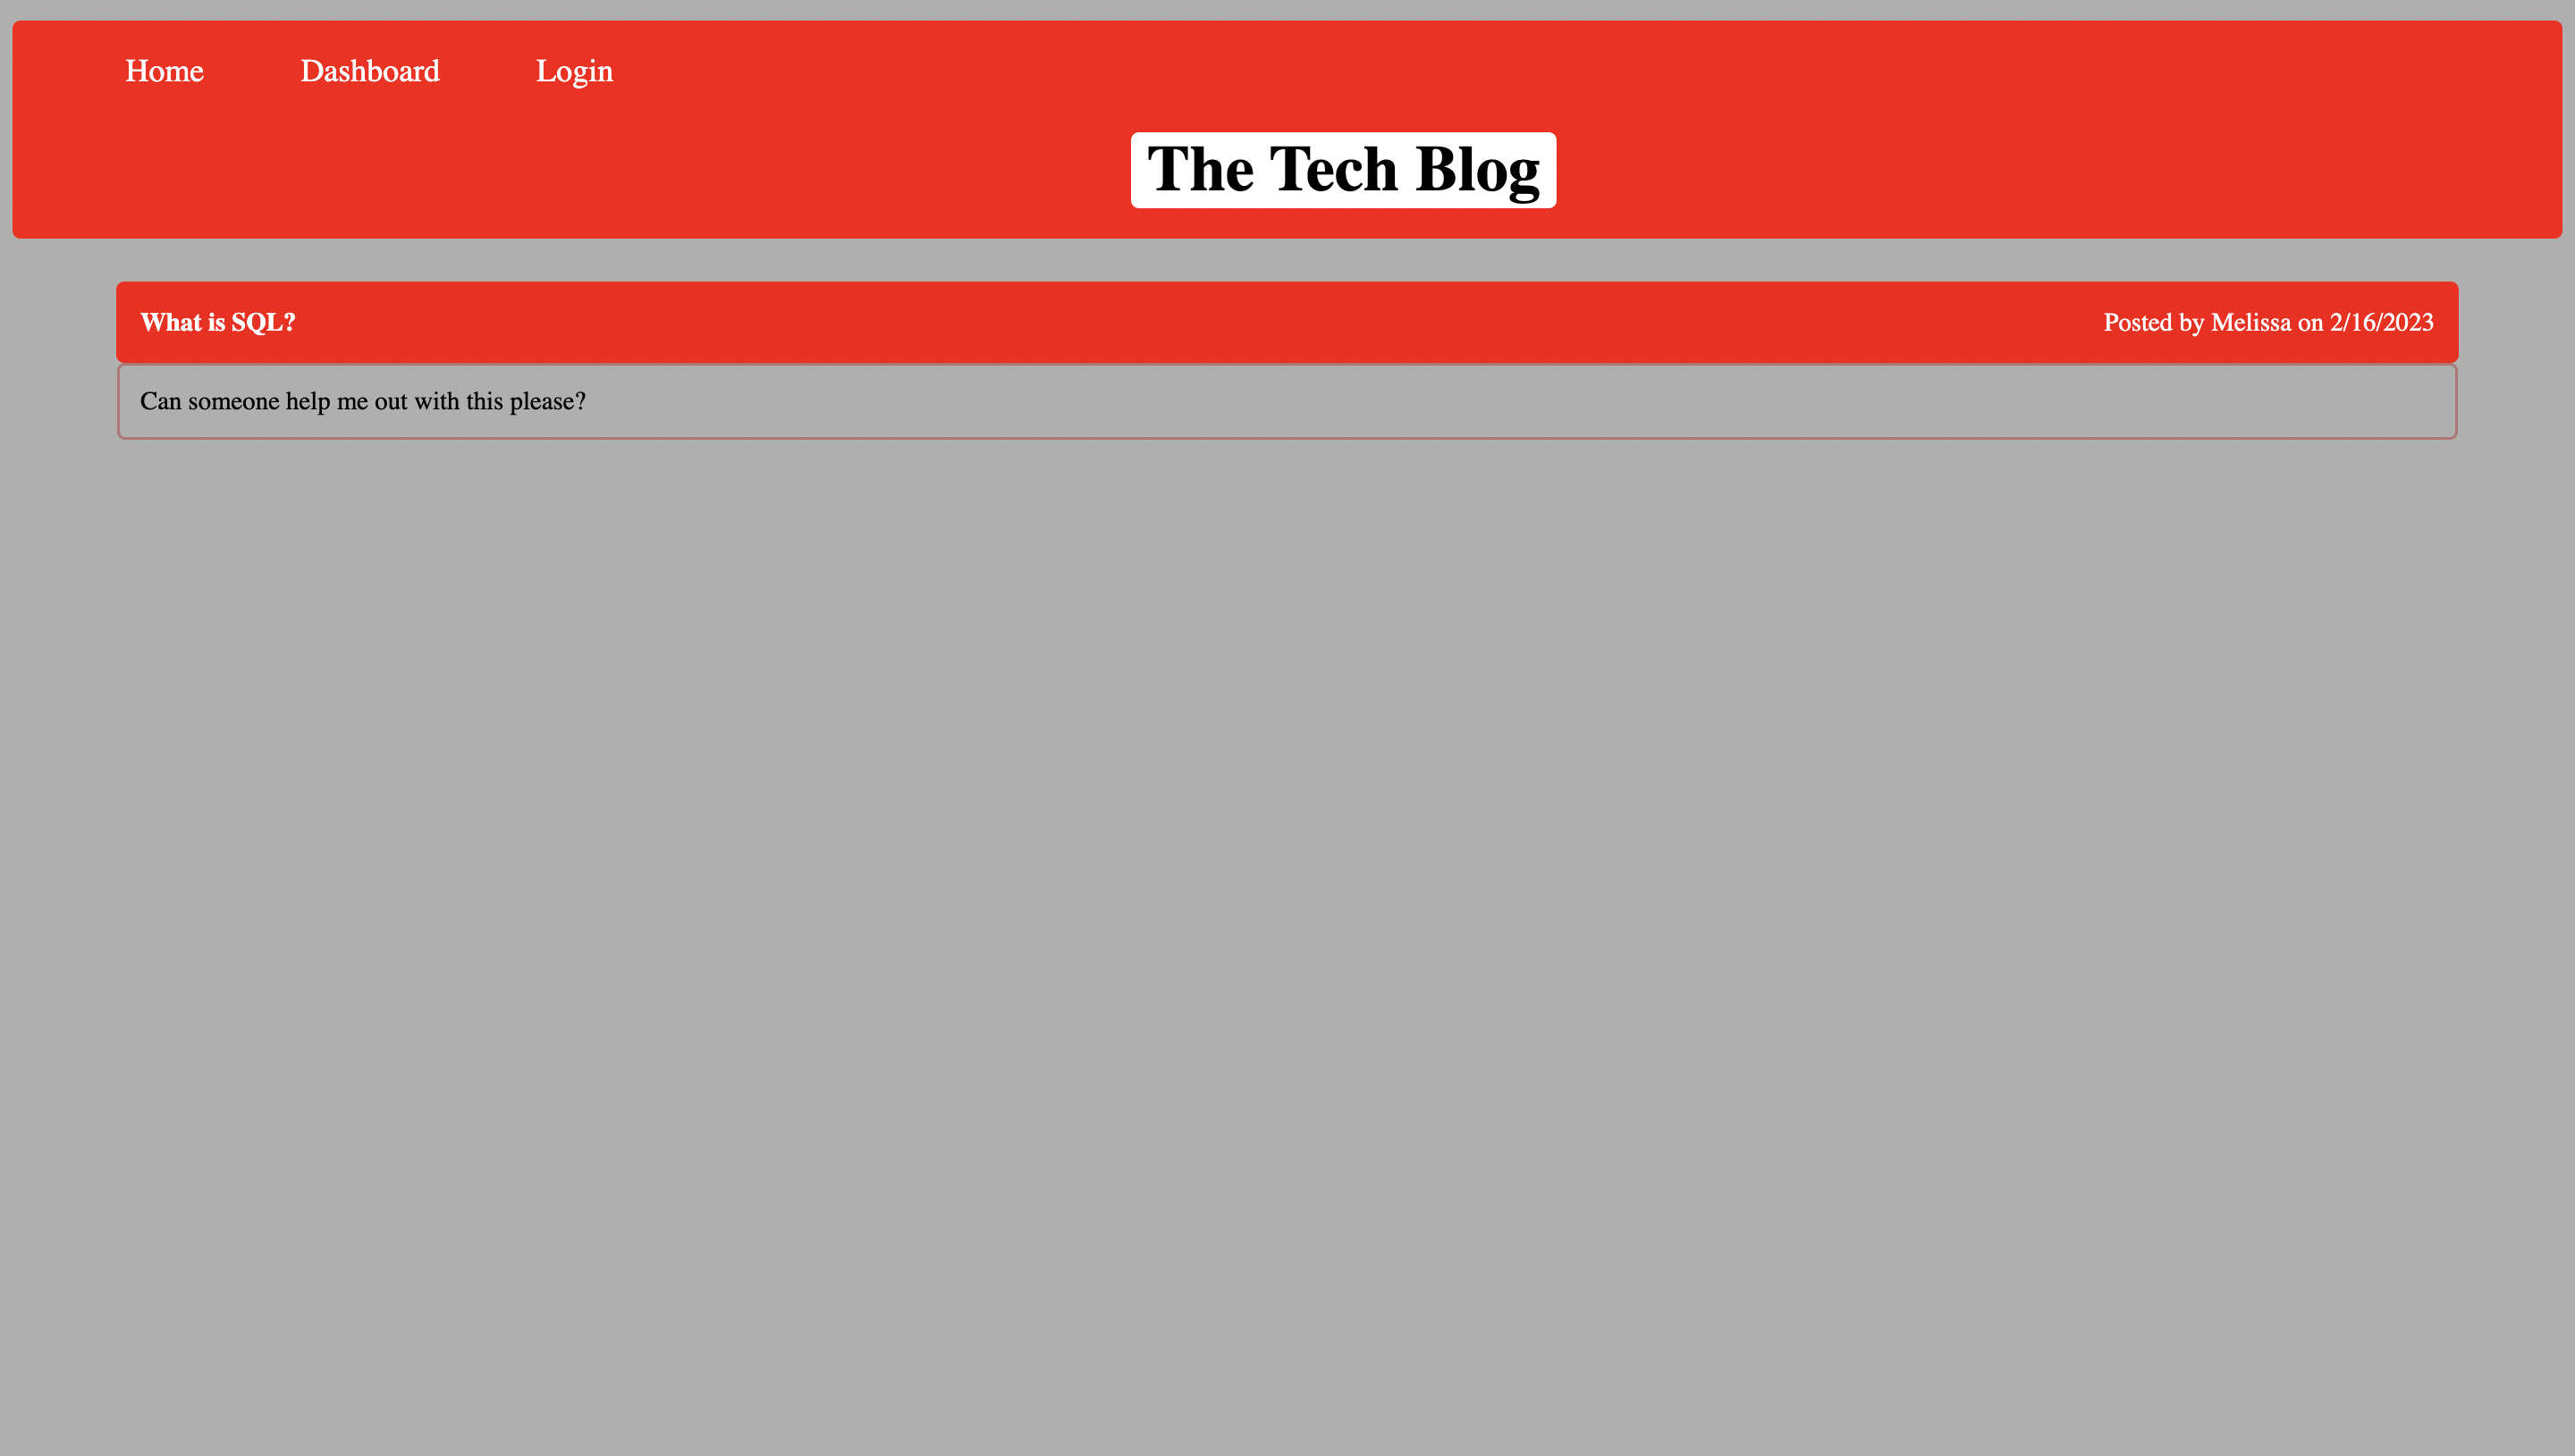 Home Dashboard Login
The Tech Blog
What is SQL? Posted by Melissa on 2/16/2023
Can someone help me out with this please?